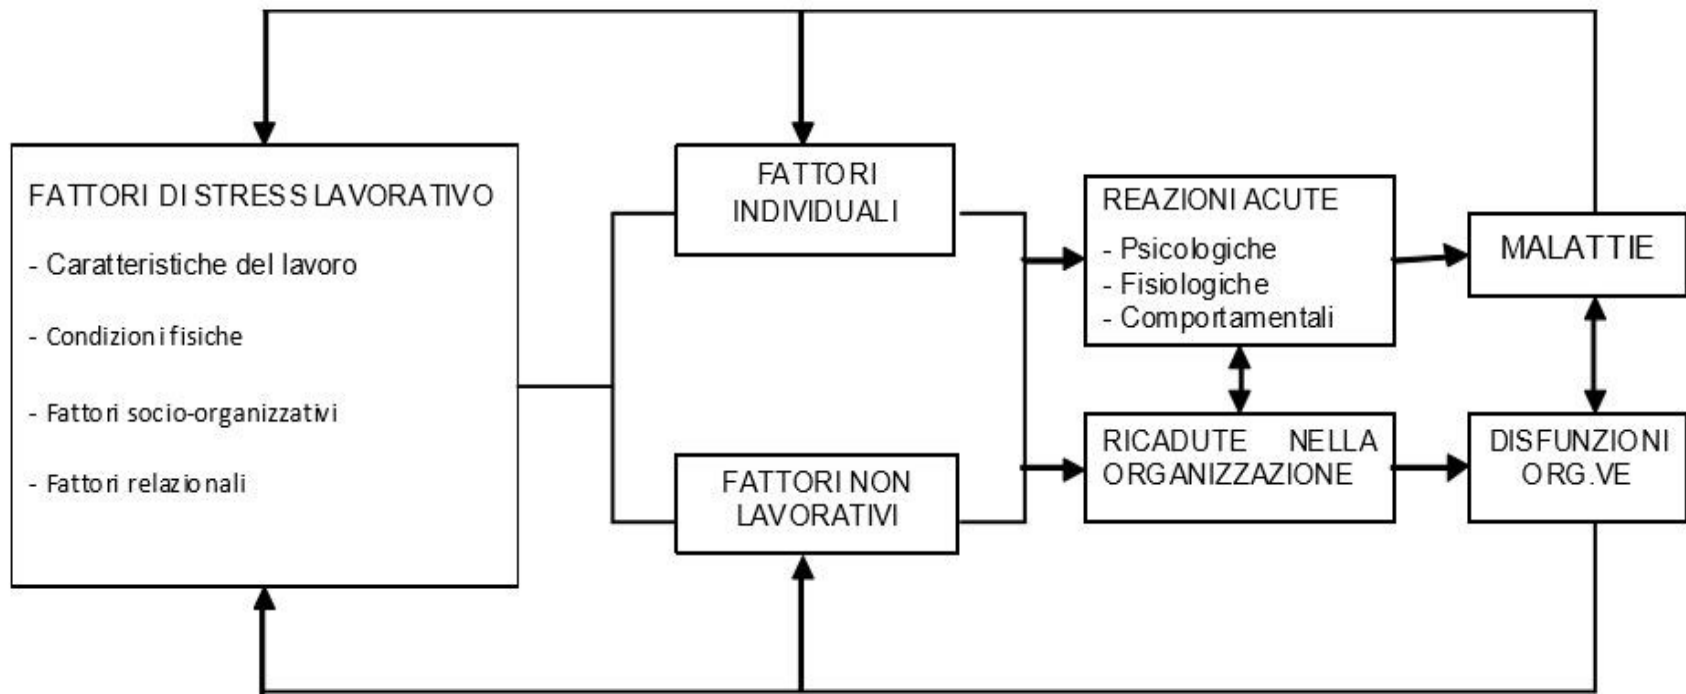 FATTORI DI STRESS LAVORATIVO
- Caratteristiche del lavoro
- Condizioni fisiche
- Fattori socio-organizzativi
- Fattori relazionali
FATTORI
INDIVIDUALI
FATTORI NON
LAVORATIVI
REAZIONI ACUTE
- Psicologiche
- Fisiologiche
- Comportamentali
RICADUTE NELLA
ORGANIZZAZIONE
MALATTIE
DISFUNZIONI
ORG.VE